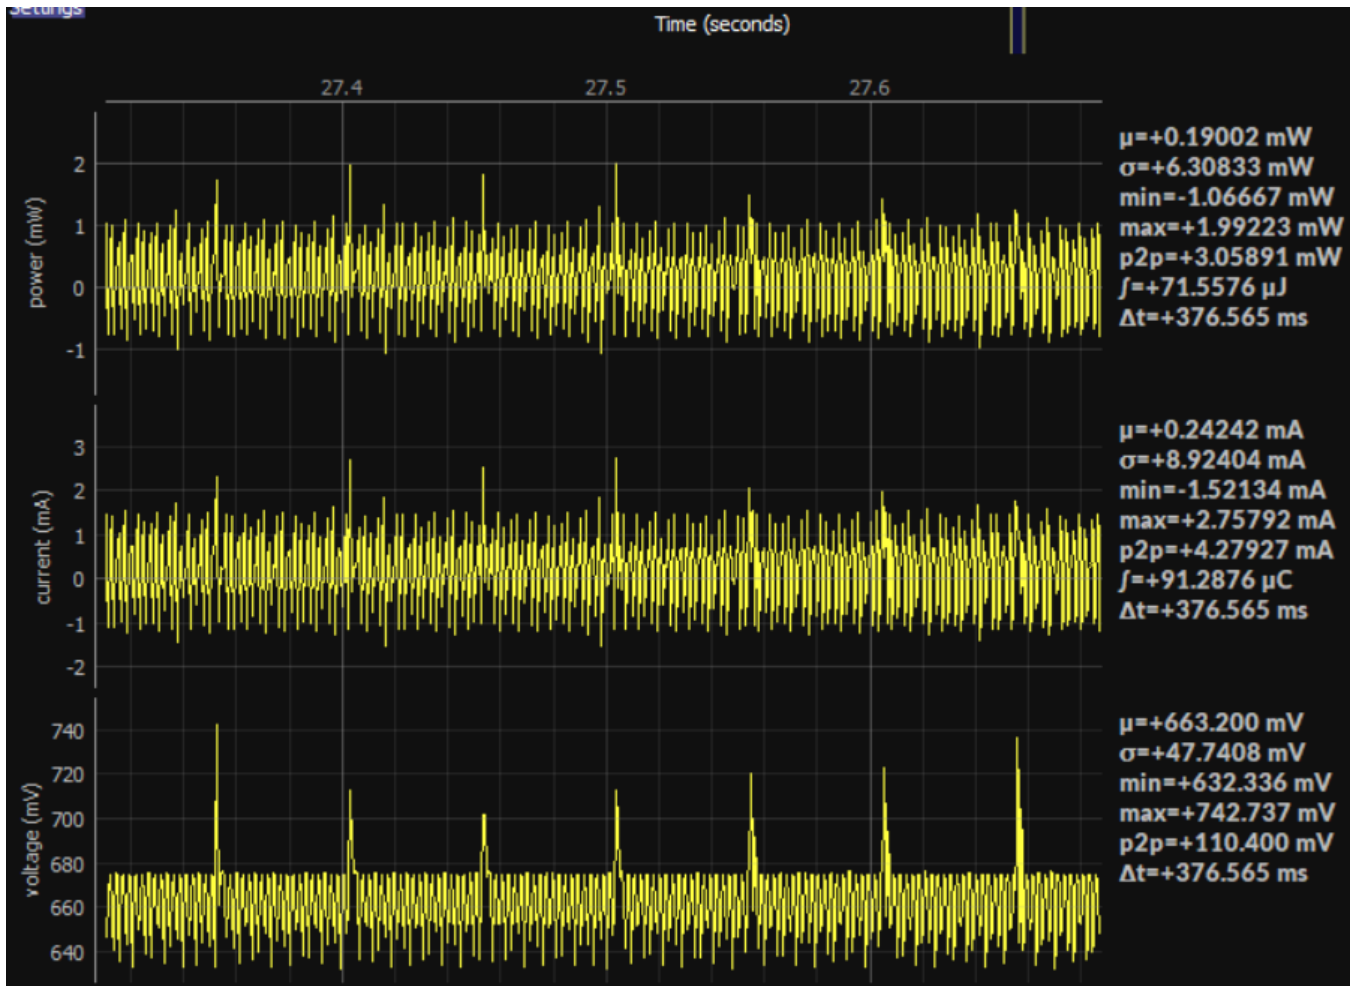 Settings
Time (seconds)
27.4 27.5 27.6
power (mW)
2
1
0
-1
μ=+0.19002 mW
σ=+6.30833 mW
min=-1.06667 mW
max=+1.99223 mW
p2p=+3.05891 mW
∫=+71.5576 μJ
Δt=+376.565 ms
current (mA)
3
2
1
0
-1
-2
μ=+0.24242 mA
σ=+8.92404 mA
min=-1.52134 mA
max=+2.75792 mA
p2p=+4.27927 mA
∫=+91.2876 μC
Δt=+376.565 ms
voltage (mV)
740
720
700
680
660
640
μ=+663.200 mV
σ=+47.7408 mV
min=+632.336 mV
max=+742.737 mV
p2p=+110.400 mV
Δt=+376.565 ms